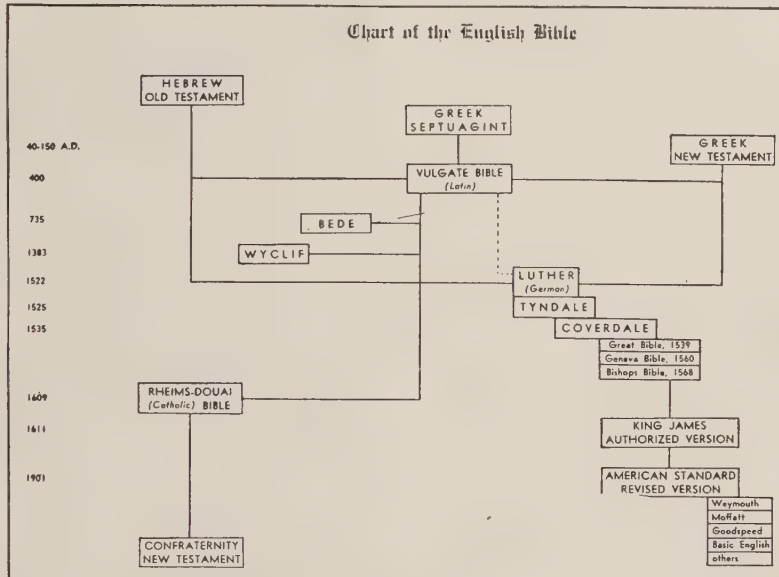 Chart of the English Bible
HEBREW
OLD TESTAMENT
GREEK
SEPTUAGINT
GREEK
NEW TESTAMENT
40-150 A.D.
400
VULGATE BIBLE
(Latin)
735
BEDE
1383
WYCLIF
1522
LUTHER
(German)
1525
TYNDALE
1535
COVERDALE
Great Bible, 1539
Geneva Bible, 1560
Bishops Bible, 1568
1609
RHEIMS-DOUAI
(Catholic) BIBLE
1611
KING JAMES
AUTHORIZED VERSION
1901
AMERICAN STANDARD
REVISED VERSION
Weymouth
Moffatt
Goodspeed
Basic English
others
CONFRATERNITY
NEW TESTAMENT